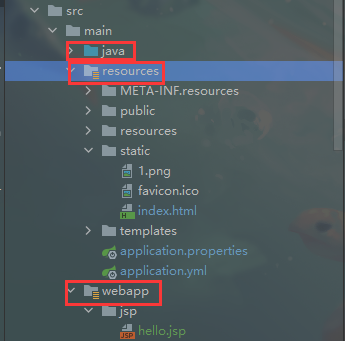 src
main
java
resources
META-INF.resources
public
resources
static
1.png
favicon.ico
index.html
templates
application.properties
application.yml
webapp
jsp
hello.jsp